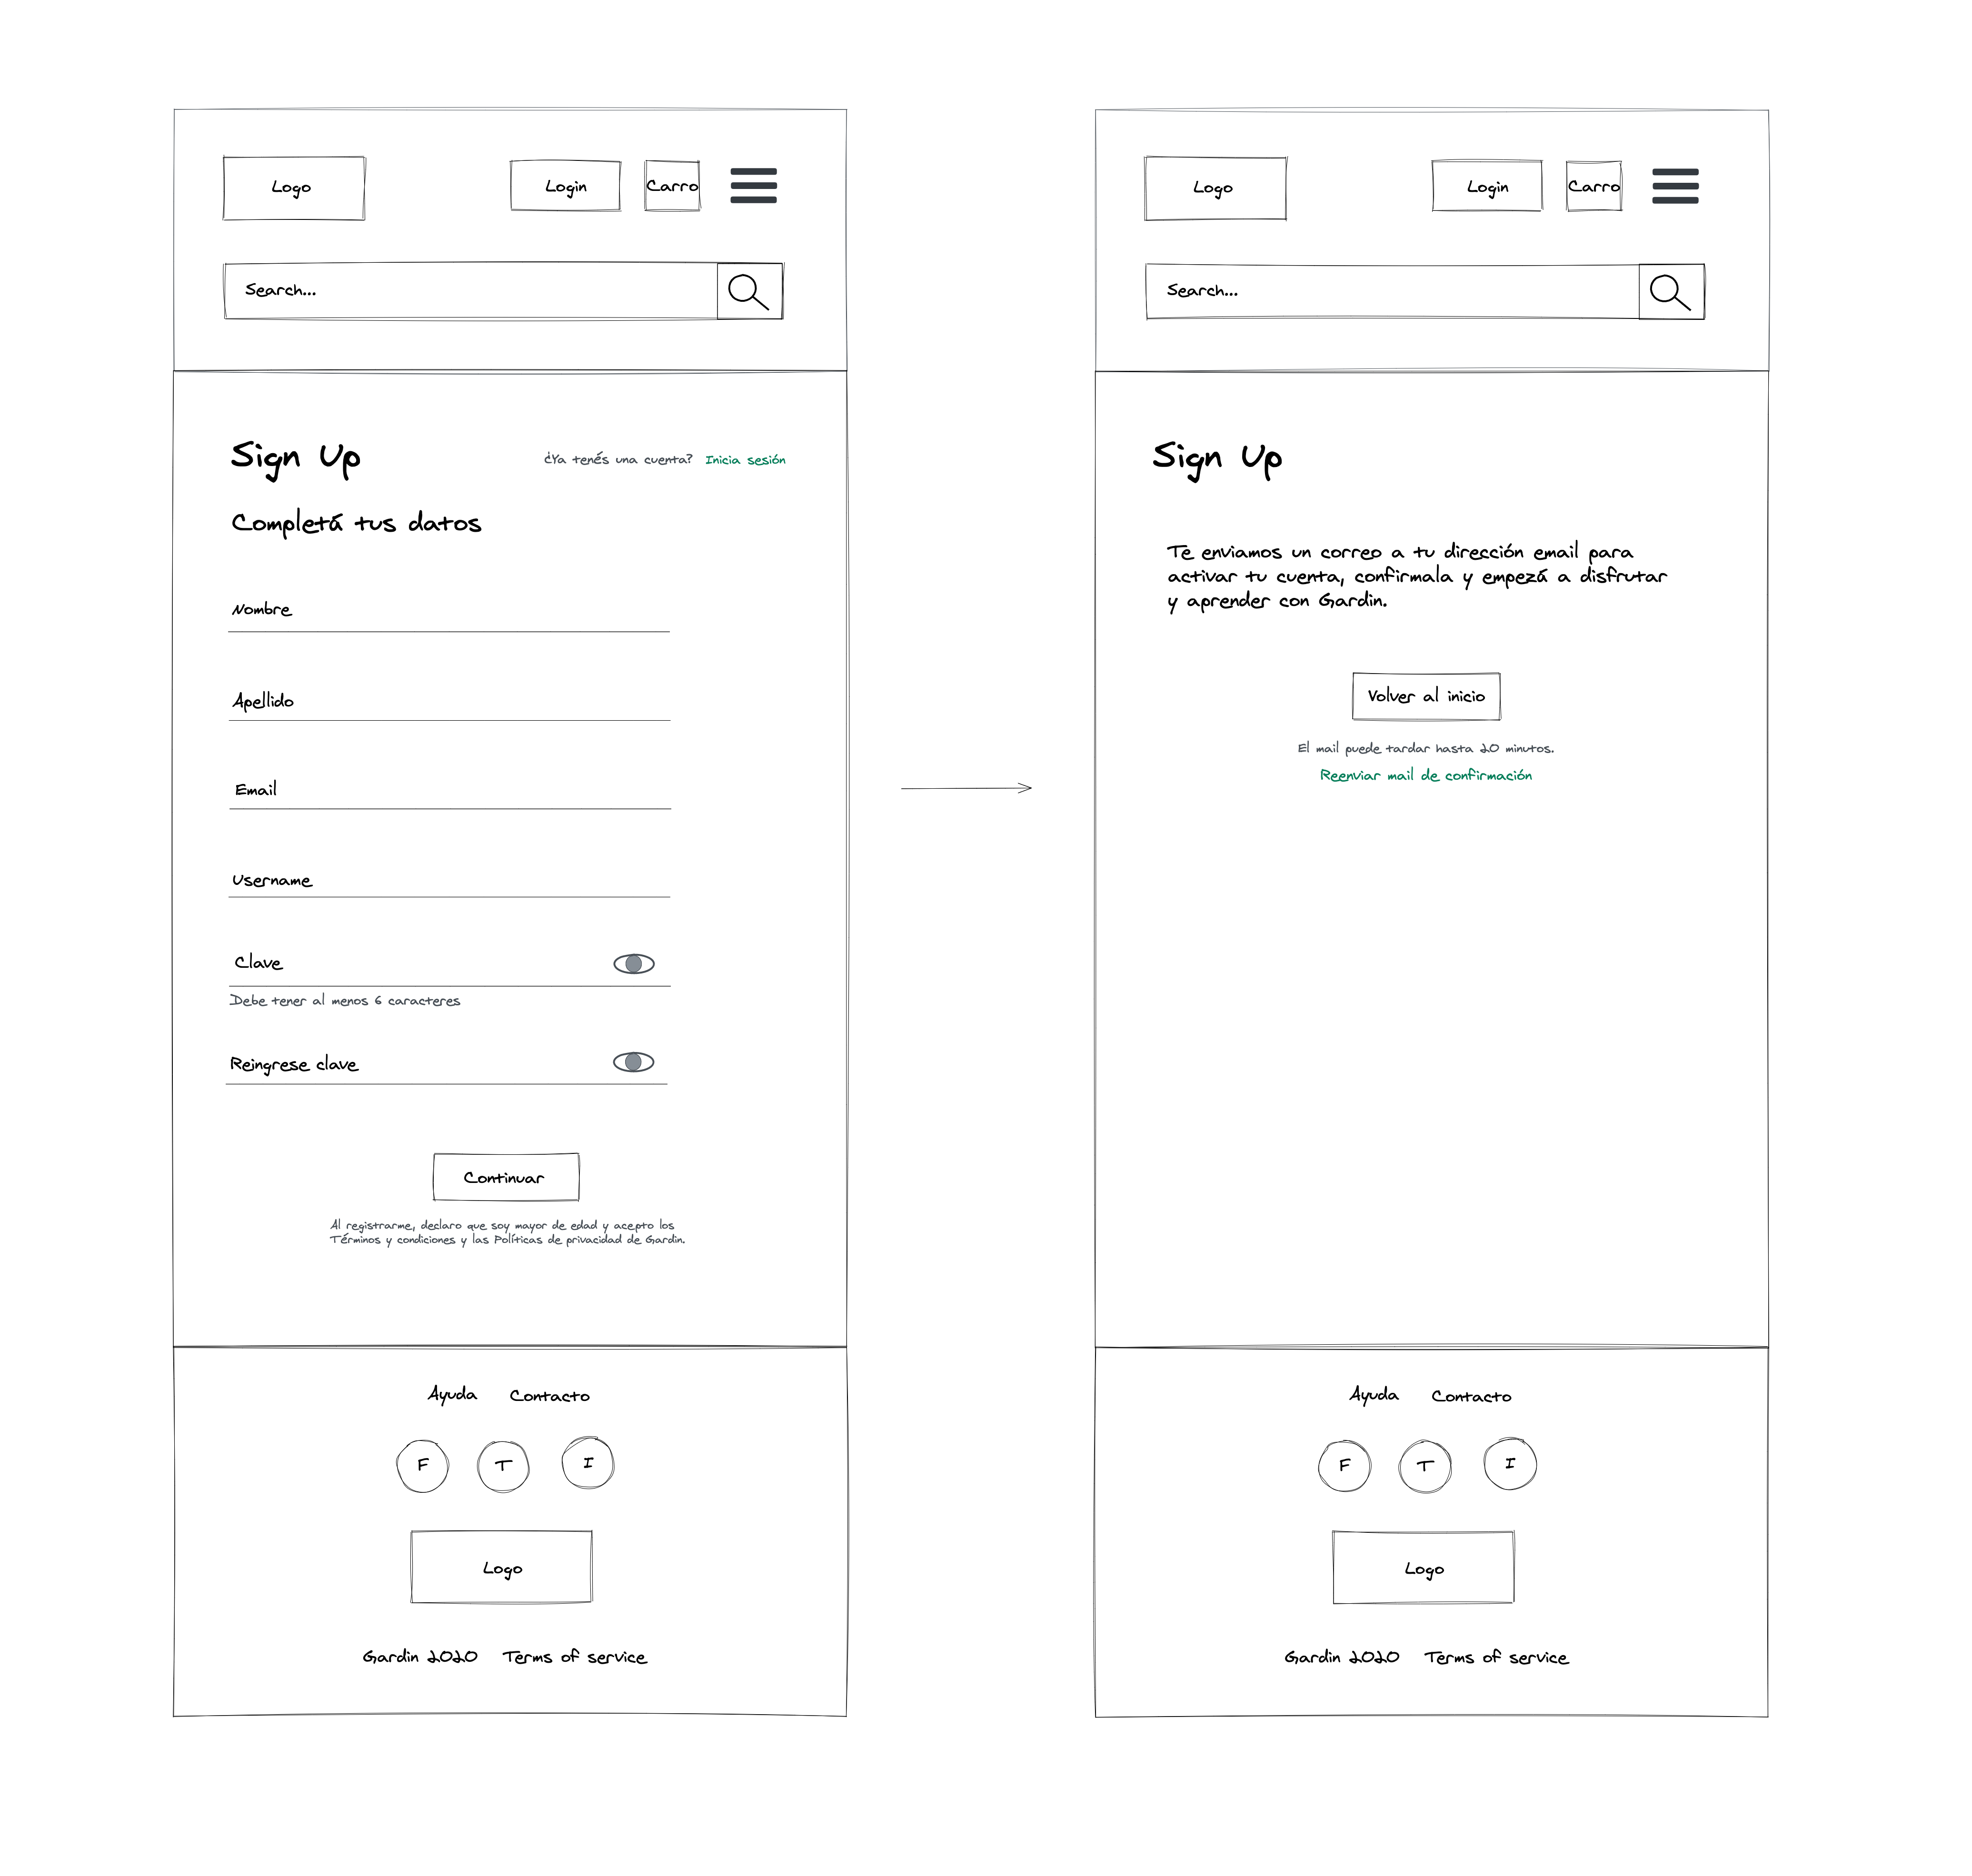 Logo
Login
Carro
Search...
Sign Up
¿Ya tenés una cuenta? Inicia sesión
Completá tus datos
Nombre
Apellido
Email
Username
Clave
Debe tener al menos 6 caracteres
Reingrese clave
Continuar
Al registrarme, declaro que soy mayor de edad y acepto los
Términos y condiciones y las Políticas de privacidad de Gardin.
Ayuda Contacto
F T I
Logo
Gardin 2020 Terms of service
Logo
Login
Carro
Search...
Sign Up
Te enviamos un correo a tu dirección email para
activar tu cuenta, confirmala y empezá a disfrutar
y aprender con Gardin.
Volver al inicio
El mail puede tardar hasta 20 minutos.
Reenviar mail de confirmación
Ayuda Contacto
F T I
Logo
Gardin 2020 Terms of service